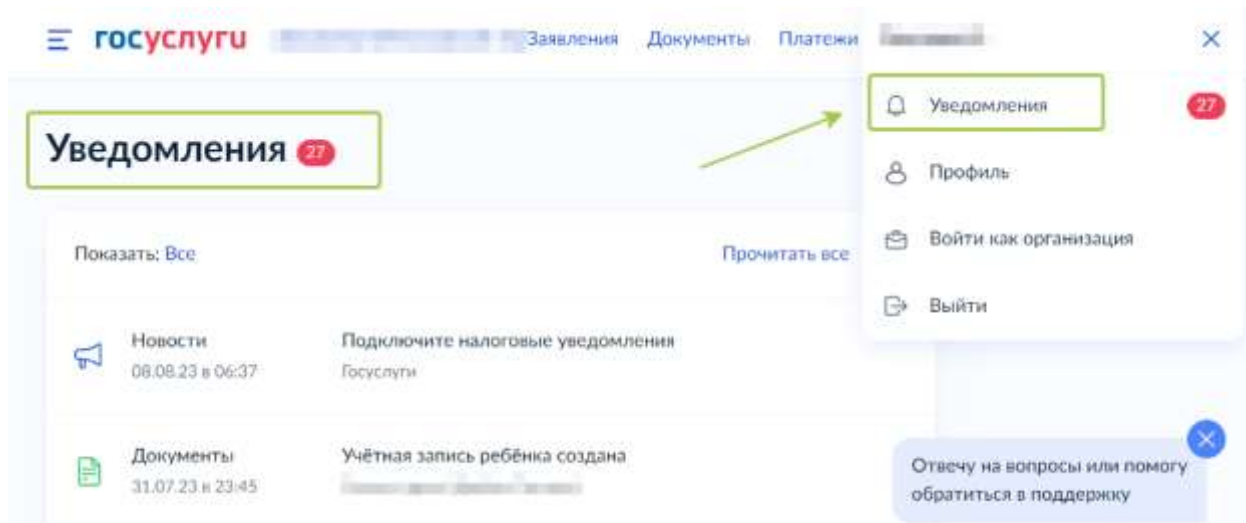 госуслуги
Заявления Документы Платежи
Уведомления 27
Показать: Все
Прочитать все
Новости
08.08.23 в 06:37
Подключите налоговые уведомления
Госуслуги
Документы
31.07.23 в 23:45
Учётная запись ребёнка создана
Уведомления 27
Профиль
Войти как организация
Выйти
Отвечу на вопросы или помогу
обратиться в поддержку